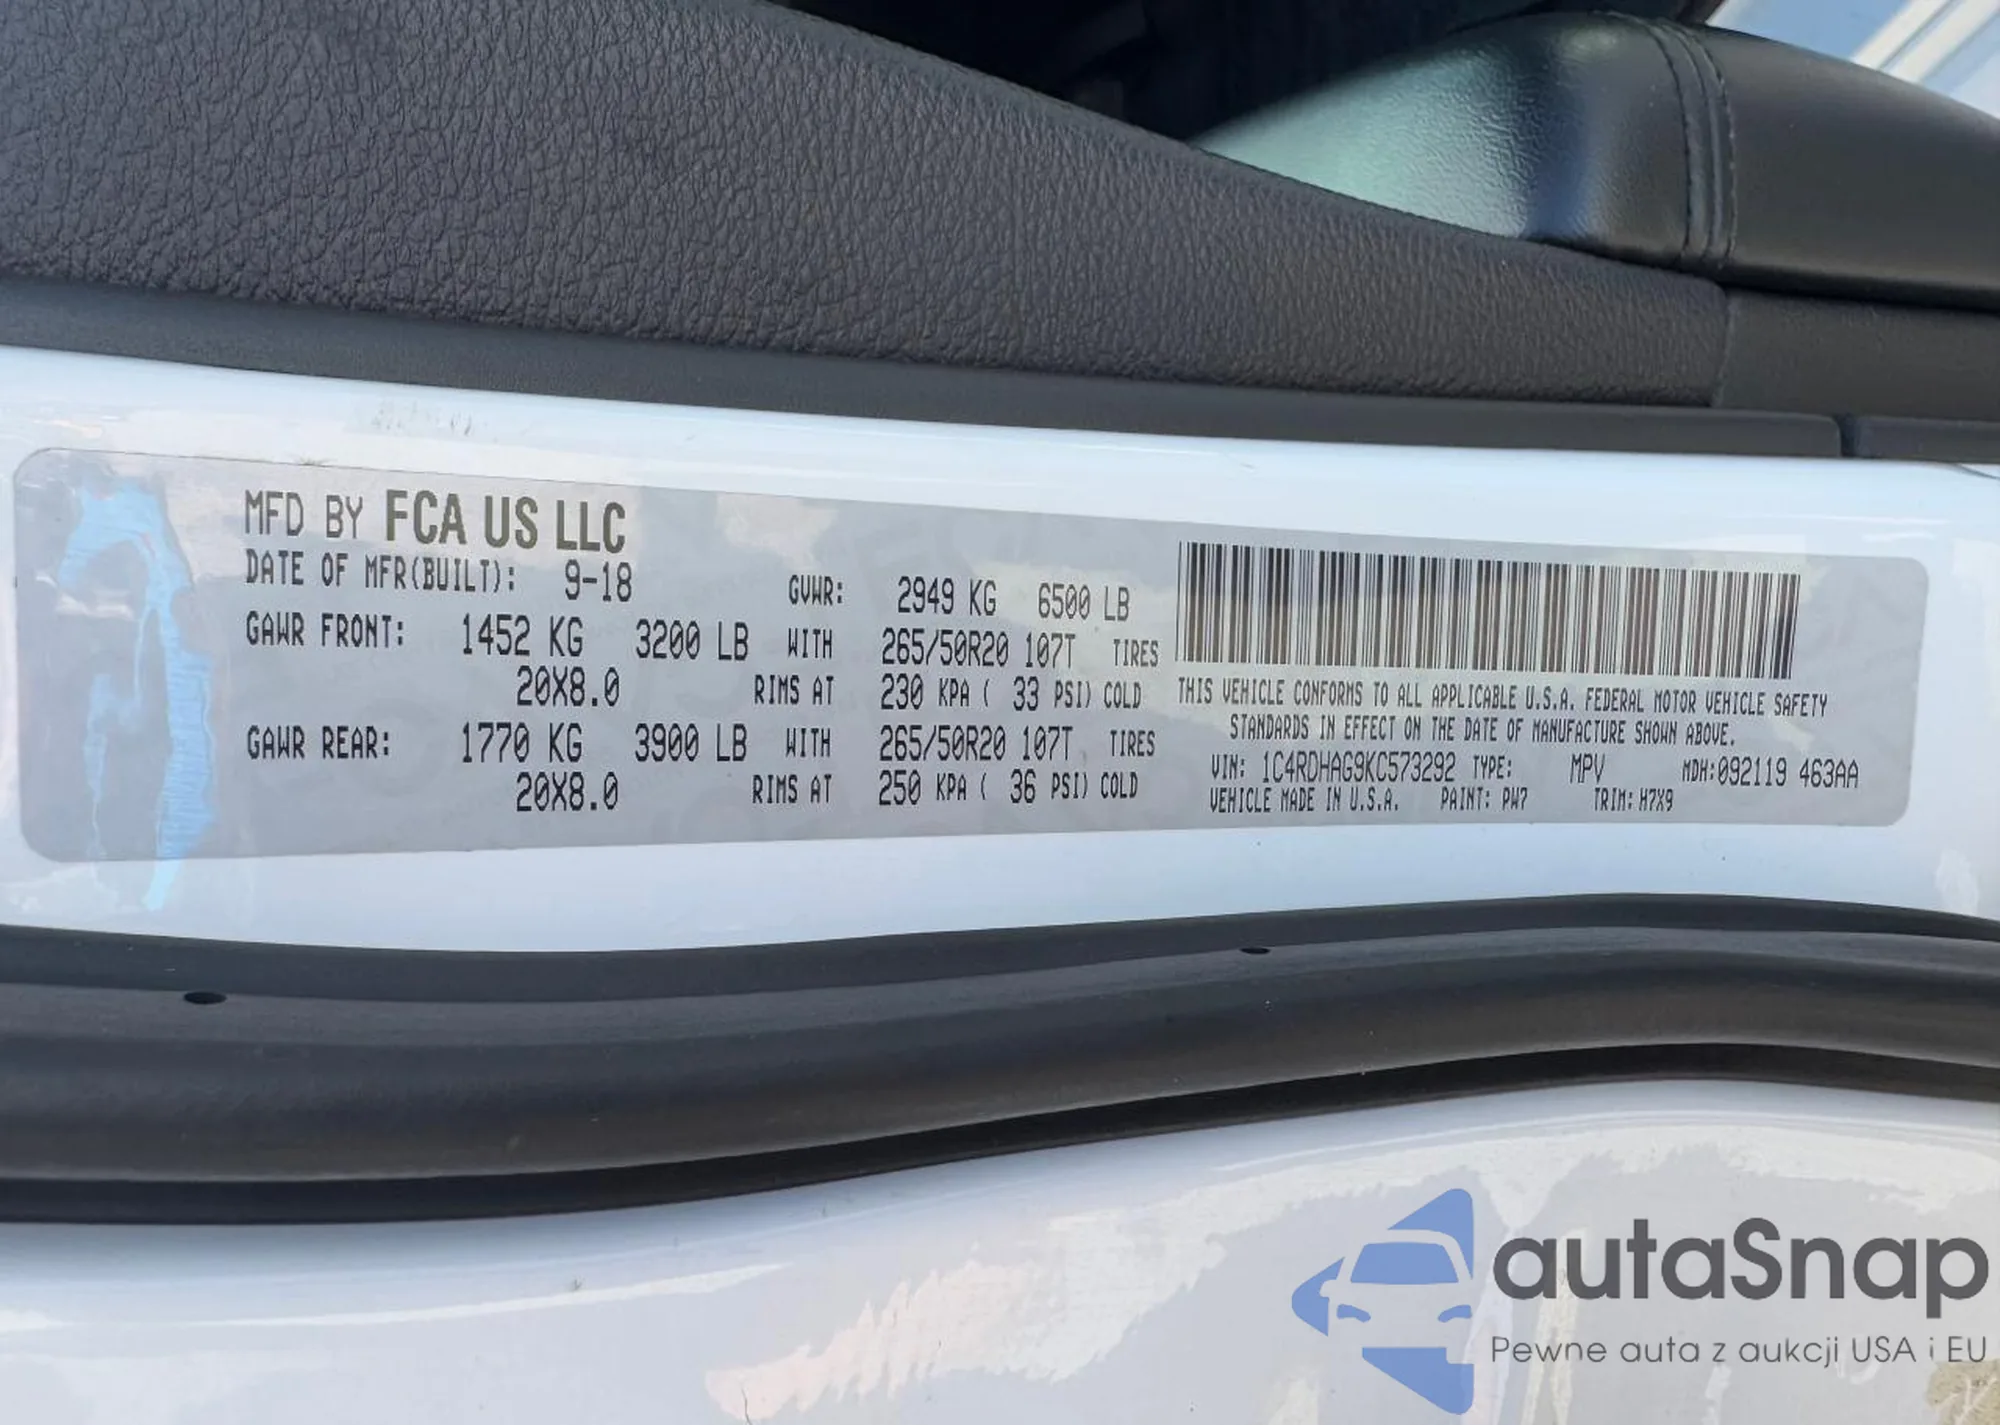 MFD BY FCA US LLC
DATE OF MFR(BUILT): 9-18 GVWR: 2949 KG 6500 LB
GAWR FRONT: 1452 KG 3200 LB WITH 265/50R20 107T TIRES
20X8.0 RIMS AT 230 KPA ( 33 PSI) COLD
GAWR REAR: 1770 KG 3900 LB WITH 265/50R20 107T TIRES
20X8.0 RIMS AT 250 KPA ( 36 PSI) COLD
THIS VEHICLE CONFORMS TO ALL APPLICABLE U.S.A. FEDERAL MOTOR VEHICLE SAFETY
STANDARDS IN EFFECT ON THE DATE OF MANUFACTURE SHOWN ABOVE.
VIN: 1C4RDHAG9KC573292 TYPE: MPV MDH:092119 463AA
VEHICLE MADE IN U.S.A. PAINT: PW7 TRIM: H7X9
autaSnap
Pewne auta z aukcji USA i EU